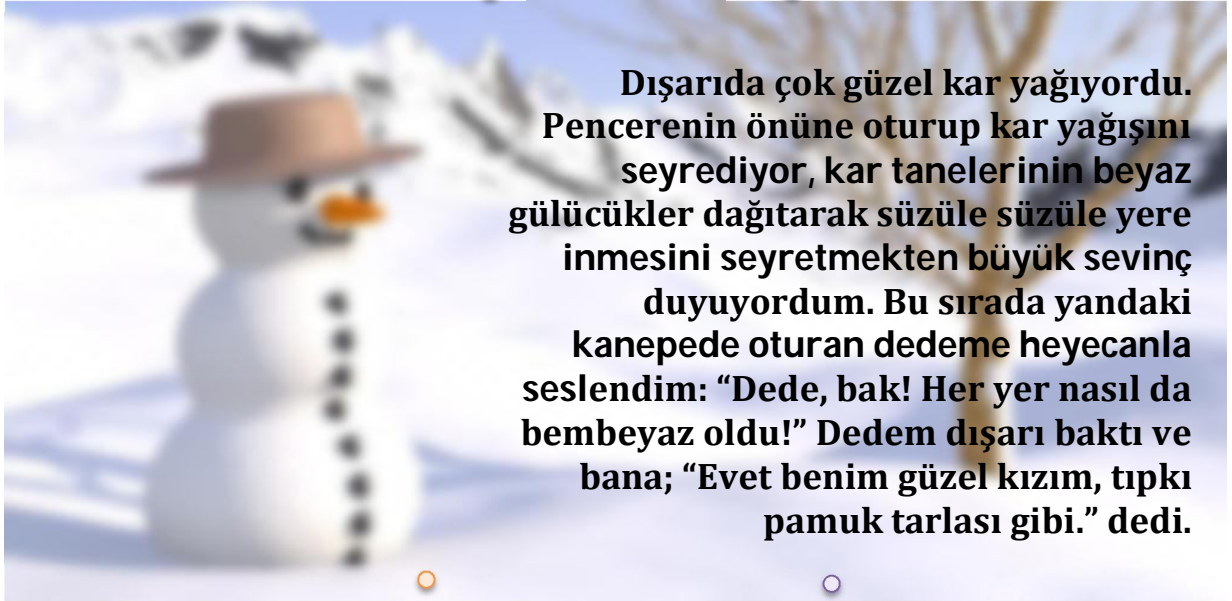 Dışarıda çok güzel kar yağıyordu.
Pencerenin önüne oturup kar yağışını
seyrediyor, kar tanelerinin beyaz
gülücükler dağıtarak süzüle süzüle yere
inmesini seyretmekten büyük sevinç
duyuyordum. Bu sırada yandaki
kanepede oturan dedeme heyecanla
seslendim: “Dede, bak! Her yer nasıl da
bembeyaz oldu!” Dedem dışarı baktı ve
bana; “Evet benim güzel kızım, tıpkı
pamuk tarlası gibi.” dedi.